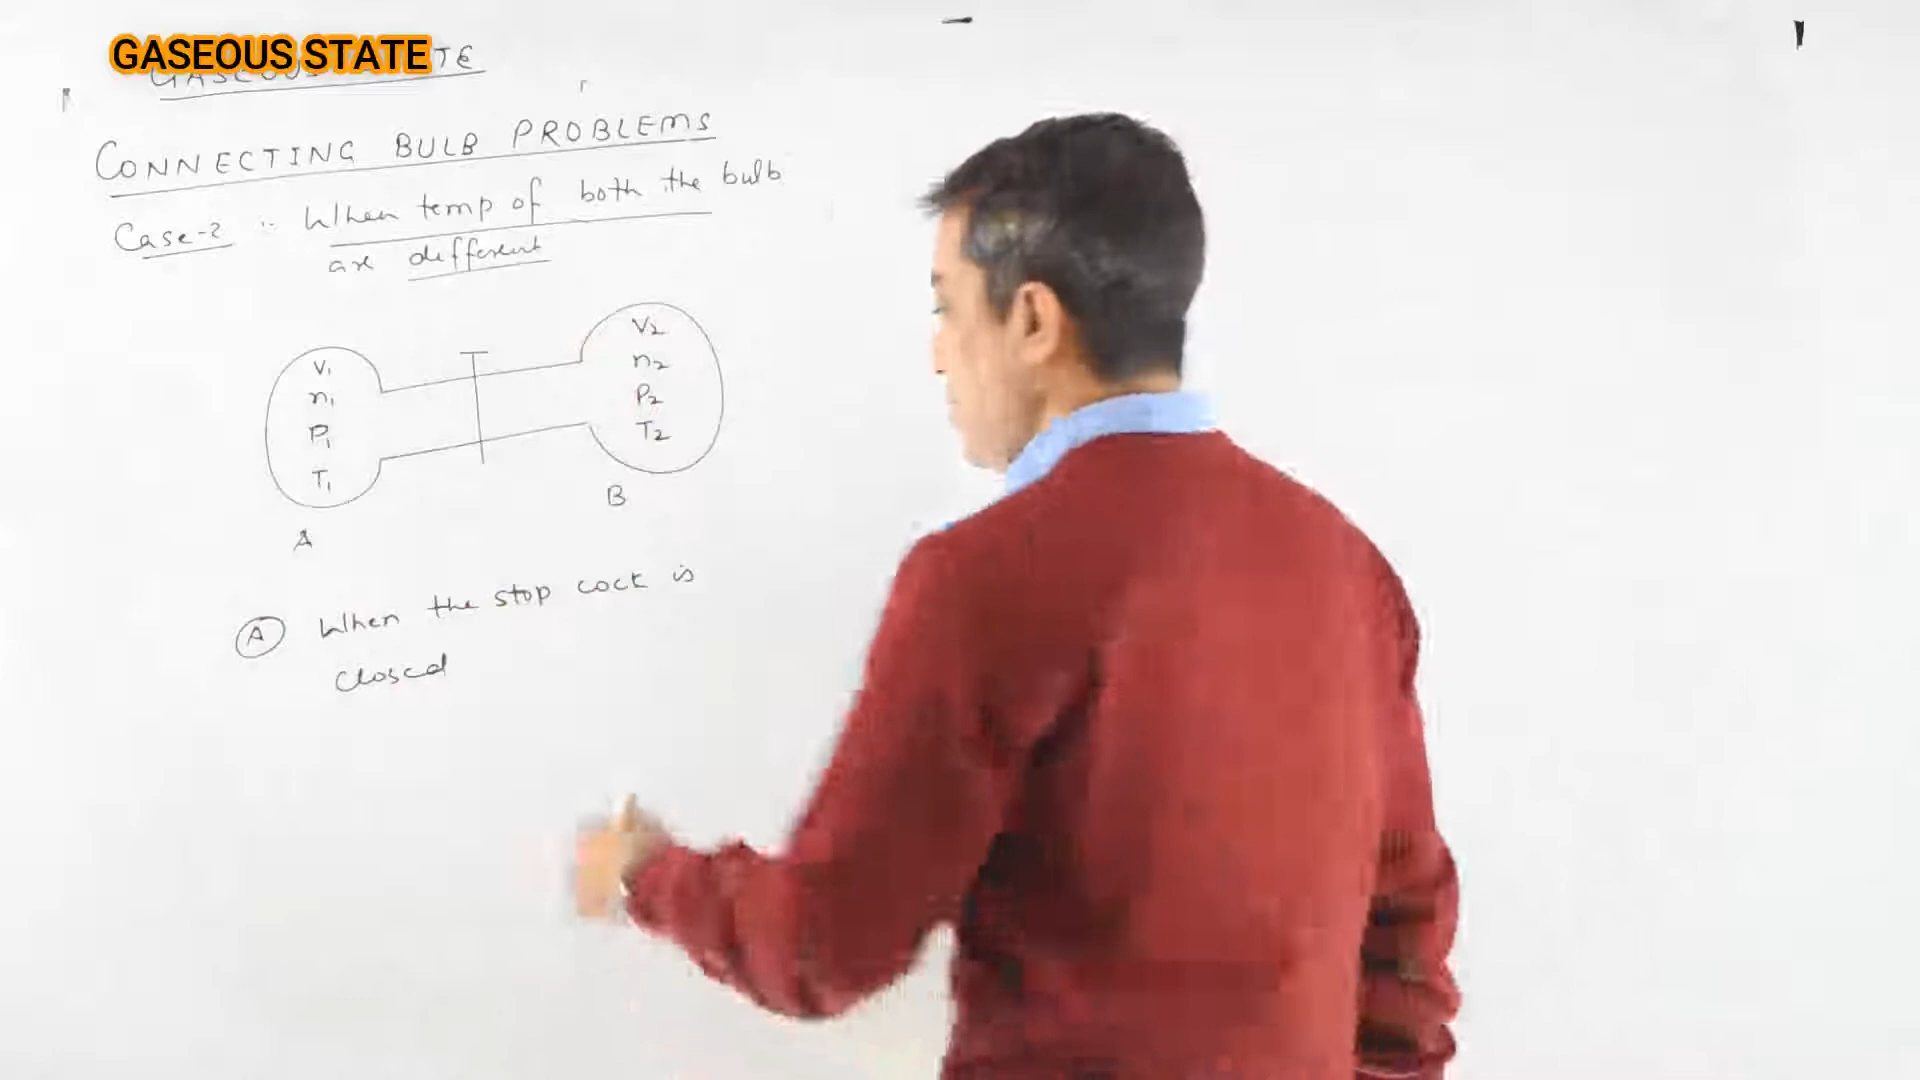 GASEOUS STATE
CONNECTING BULB PROBLEMS
Case-2 :- When temp of both the bulb
are different
V1
n1
P1
T1
A
V2
n2
P2
T2
B
(A) When the stop cock is
closed